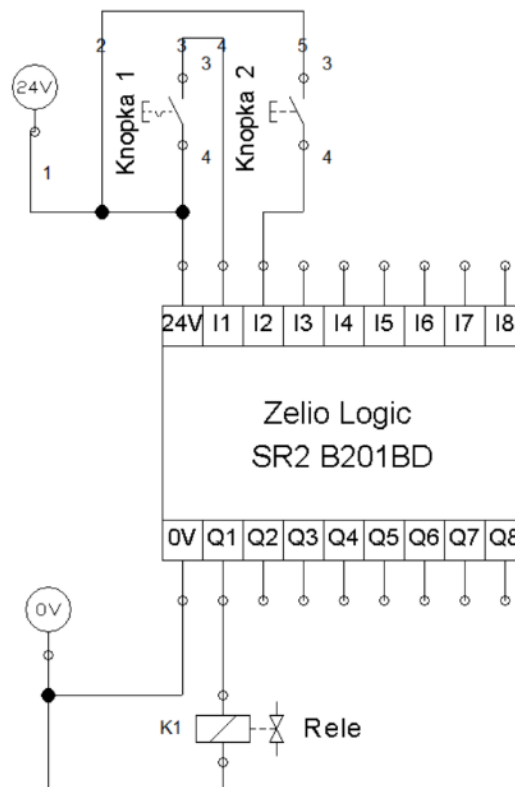 2 3 4 5
3 3
24V
Knopka 1
Knopka 2
1
4 4
24V I1 I2 I3 I4 I5 I6 I7 I8
Zelio Logic
SR2 B201BD
0V Q1 Q2 Q3 Q4 Q5 Q6 Q7 Q8
0V
K1 Rele